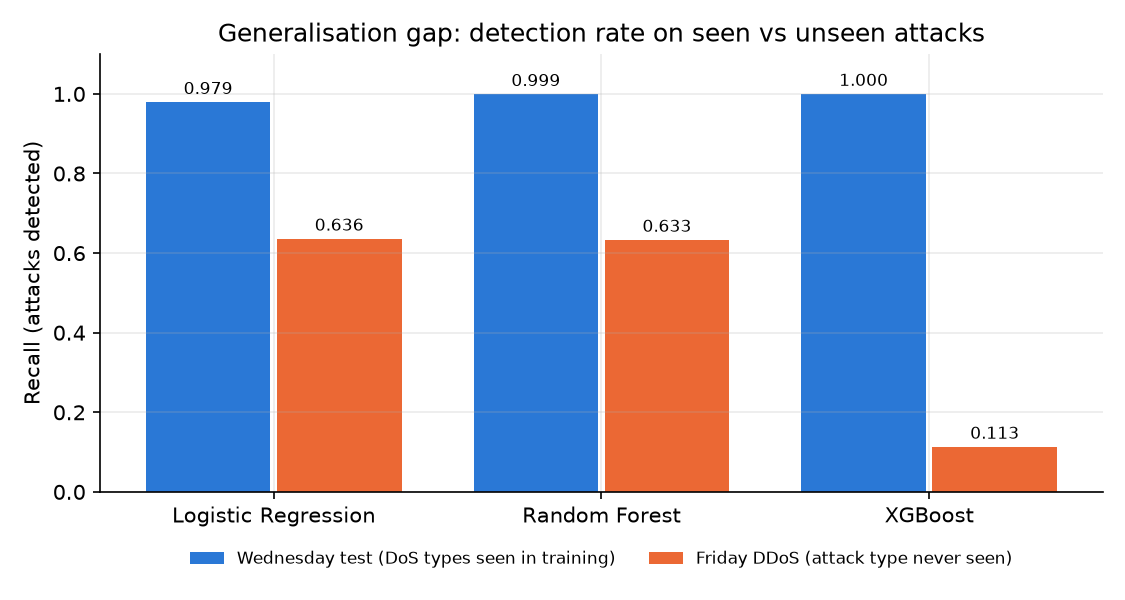 Generalisation gap: detection rate on seen vs unseen attacks
Recall (attacks detected)
1.0
0.8
0.6
0.4
0.2
0.0
0.979
0.636
0.999
0.633
1.000
0.113
Logistic Regression
Random Forest
XGBoost
Wednesday test (DoS types seen in training)
Friday DDoS (attack type never seen)